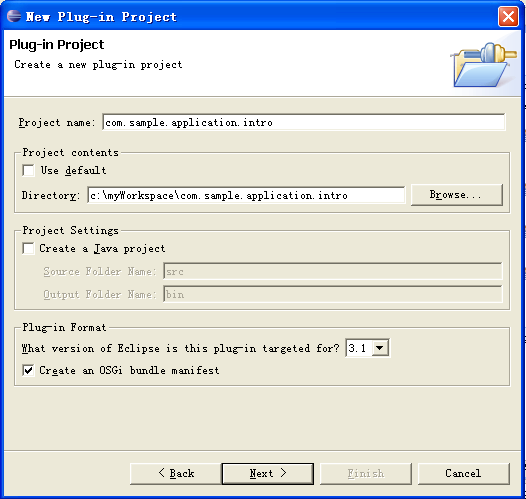 New Plug-in Project
Plug-in Project
Create a new plug-in project
Project name: com.sample.application.intro
Project contents
Use default
Directory: c:\myWorkspace\com.sample.application.intro Browse...
Project Settings
Create a Java project
Source Folder Name: src
Output Folder Name: bin
Plug-in Format
What version of Eclipse is this plug-in targeted for? 3.1
Create an OSGi bundle manifest
< Back Next > Finish Cancel